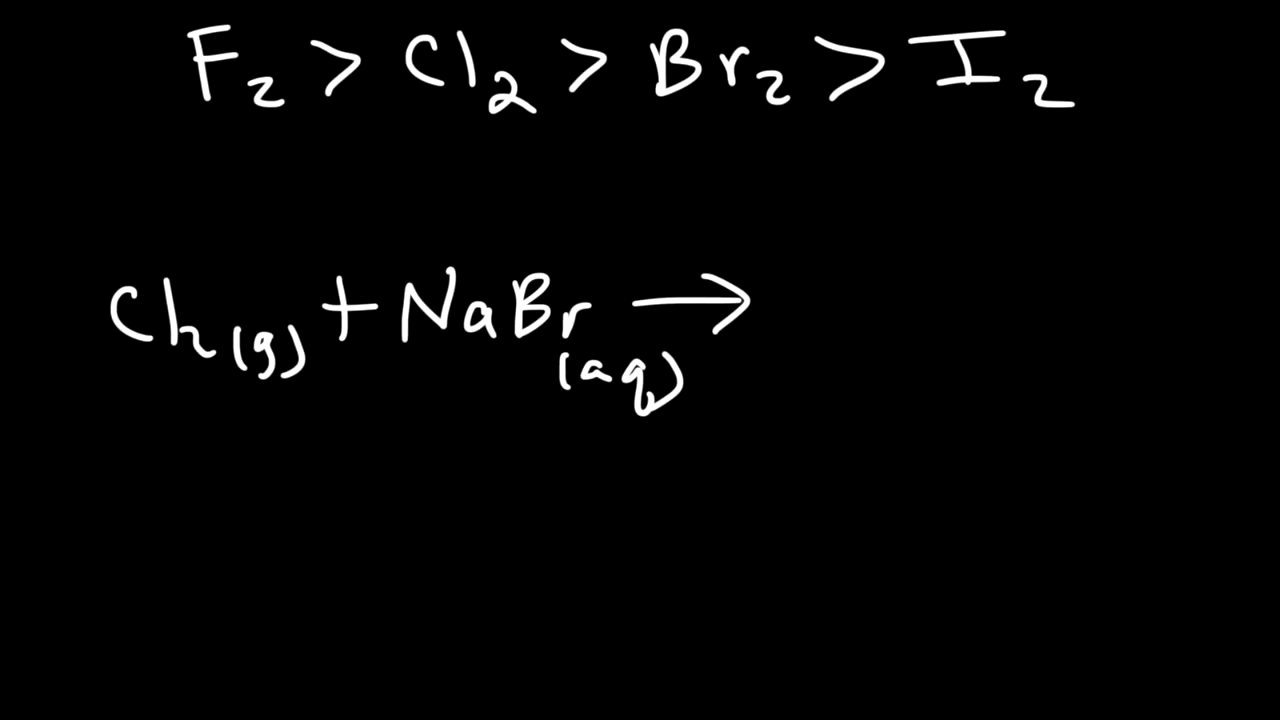 F₂ > Cl₂ > Br₂ > I₂
Cl₂(g) + NaBr(aq) →